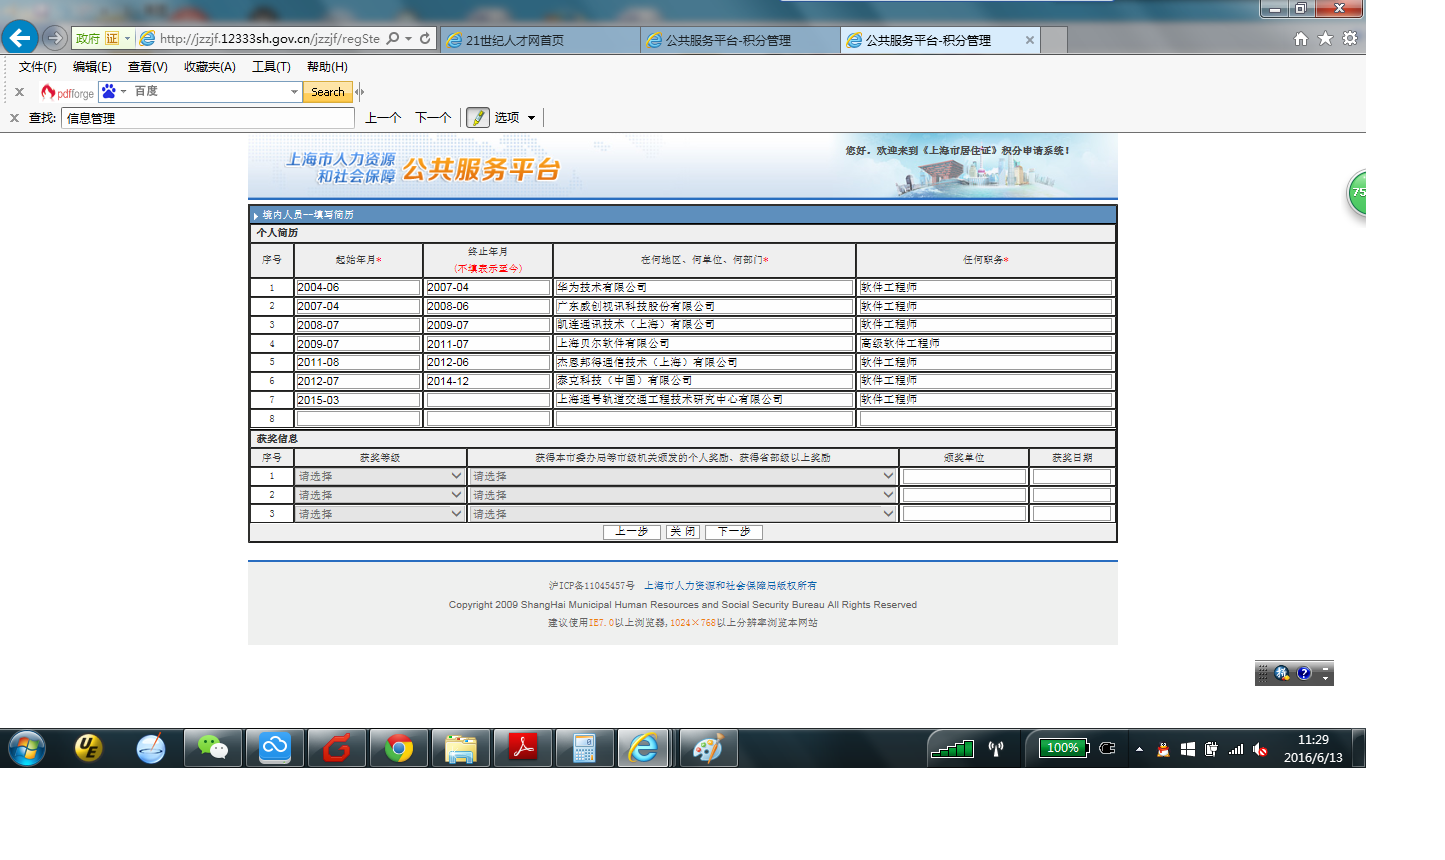 政府 证 http://jzzjf.12333sh.gov.cn/jzzjf/regSte 21世纪人才网首页 公共服务平台-积分管理 公共服务平台-积分管理
文件(F) 编辑(E) 查看(V) 收藏夹(A) 工具(T) 帮助(H)
pdfforge 百度 Search
查找: 信息管理 上一个 下一个 选项
上海市人力资源
和社会保障 公共服务平台
您好。欢迎来到《上海市居住证》积分申请系统!
75
境内人员--填写简历
个人简历
序号 起始年月* 终止年月 (不填表示至今) 在何地区、何单位、何部门* 任何职务*
1 2004-06 2007-04 华为技术有限公司 软件工程师
2 2007-04 2008-06 广东威创视讯科技股份有限公司 软件工程师
3 2008-07 2009-07 凯连通讯技术（上海）有限公司 软件工程师
4 2009-07 2011-07 上海贝尔软件有限公司 高级软件工程师
5 2011-08 2012-06 杰恩邦得通信技术（上海）有限公司 软件工程师
6 2012-07 2014-12 泰克科技（中国）有限公司 软件工程师
7 2015-03 上海通号轨道交通工程技术研究中心有限公司 软件工程师
8
获奖信息
序号 获奖等级 获得本市委办局等市级机关颁发的个人奖励、获得省部级以上奖励 颁奖单位 获奖日期
1 请选择 请选择
2 请选择 请选择
3 请选择 请选择
上一步 关 闭 下一步
沪ICP备11045457号 上海市人力资源和社会保障局版权所有
Copyright 2009 ShangHai Municipal Human Resources and Social Security Bureau All Rights Reserved
建议使用IE7.0以上浏览器,1024×768以上分辨率浏览本网站
UE 100% 11:29
2016/6/13